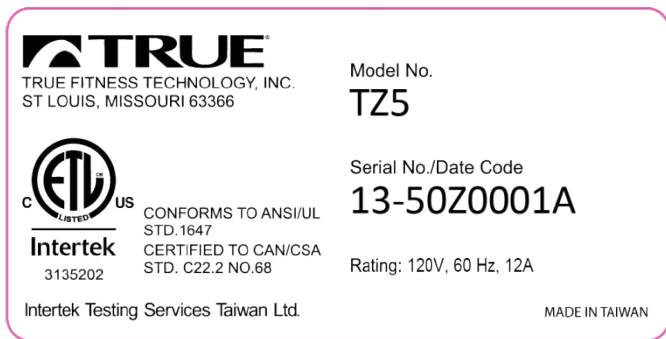 TRUE
TRUE FITNESS TECHNOLOGY, INC.
ST LOUIS, MISSOURI 63366
Model No.
TZ5
Serial No./Date Code
13-50Z0001A
Rating: 120V, 60 Hz, 12A
ETL
CM
LISTED
C
US
Intertek
3135202
CONFORMS TO ANSI/UL
STD.1647
CERTIFIED TO CAN/CSA
STD. C22.2 NO.68
Intertek Testing Services Taiwan Ltd.
MADE IN TAIWAN